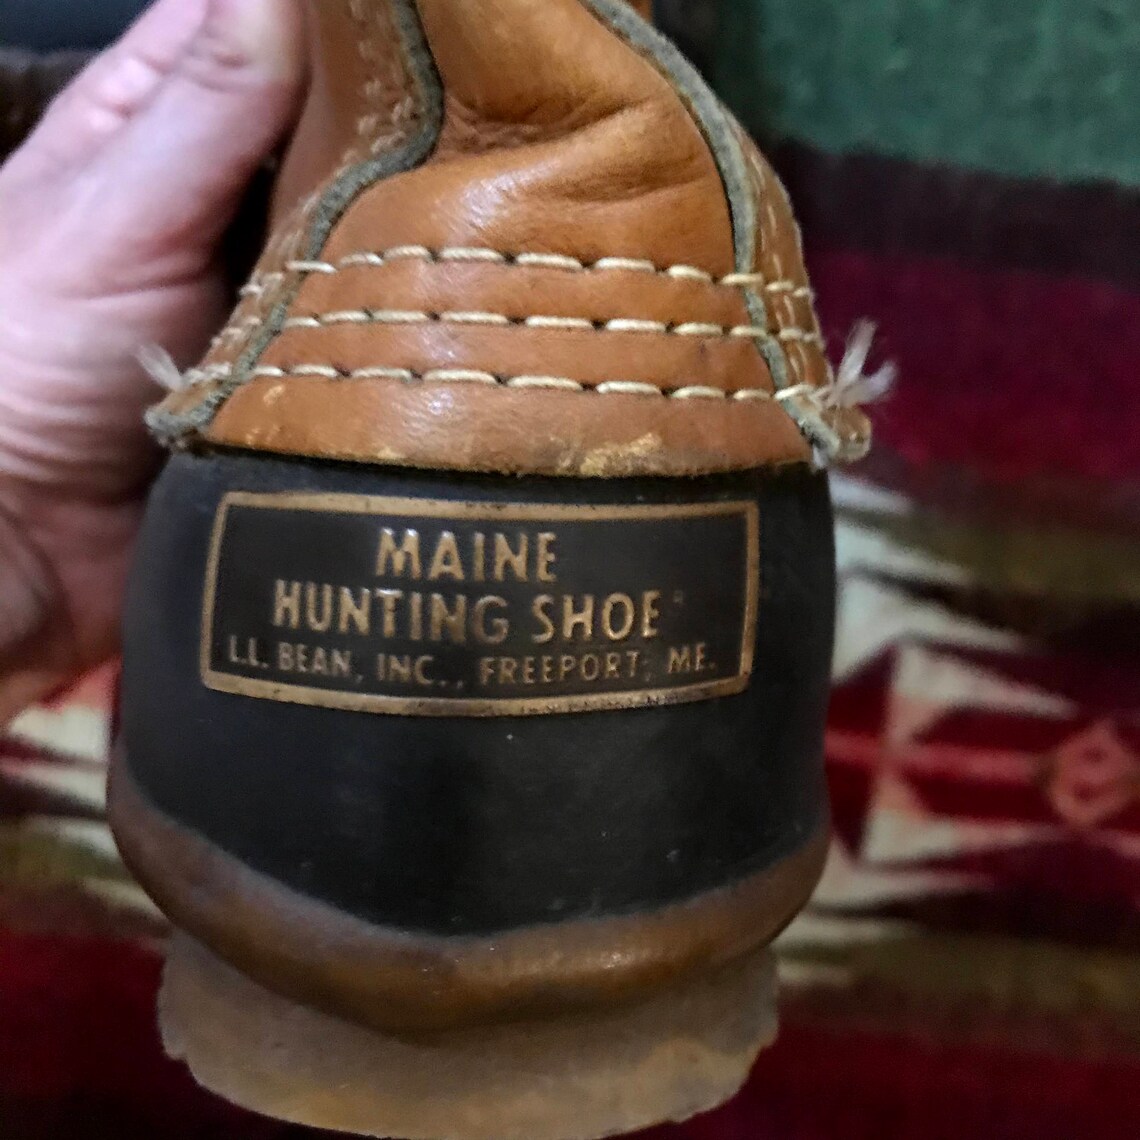 MAINE
HUNTING SHOE
L.L. BEAN, INC., FREEPORT, ME.